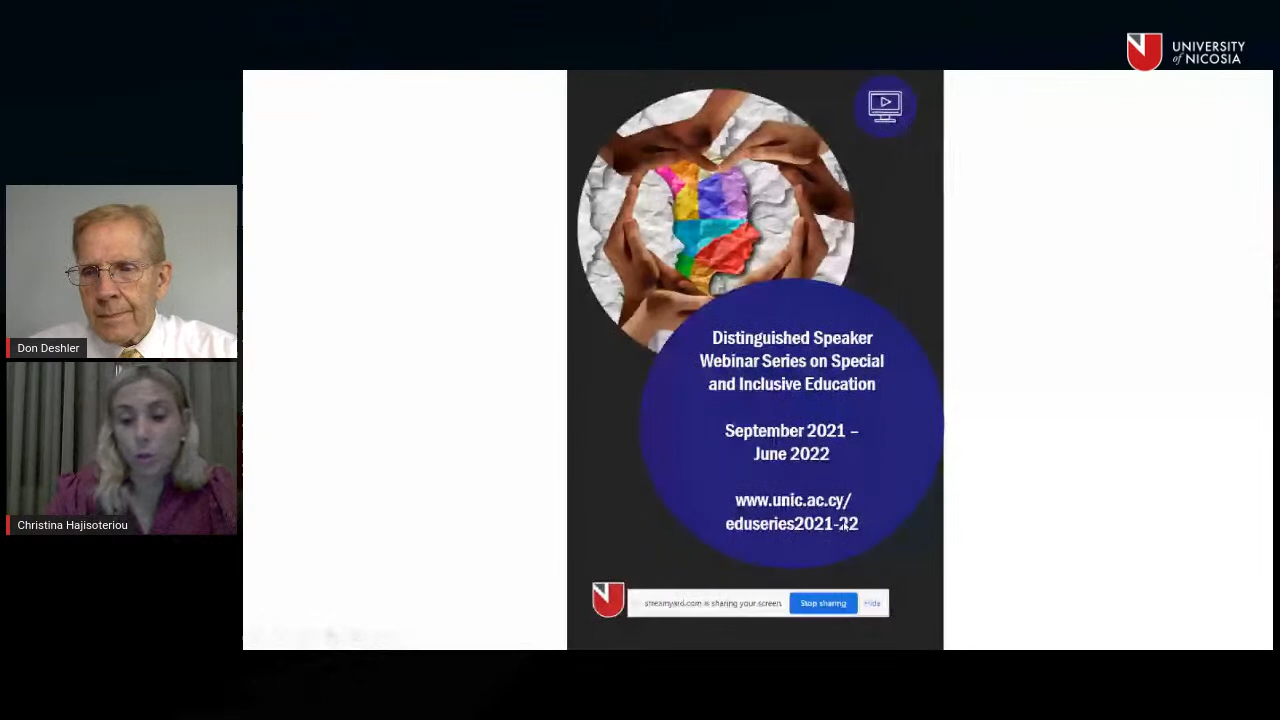 UNIVERSITY
of NICOSIA
Don Deshler
Christina Hajisoteriou
Distinguished Speaker
Webinar Series on Special
and Inclusive Education
September 2021 –
June 2022
www.unic.ac.cy/
eduseries2021-22
streamyard.com is sharing your screen.
Stop sharing
Hide